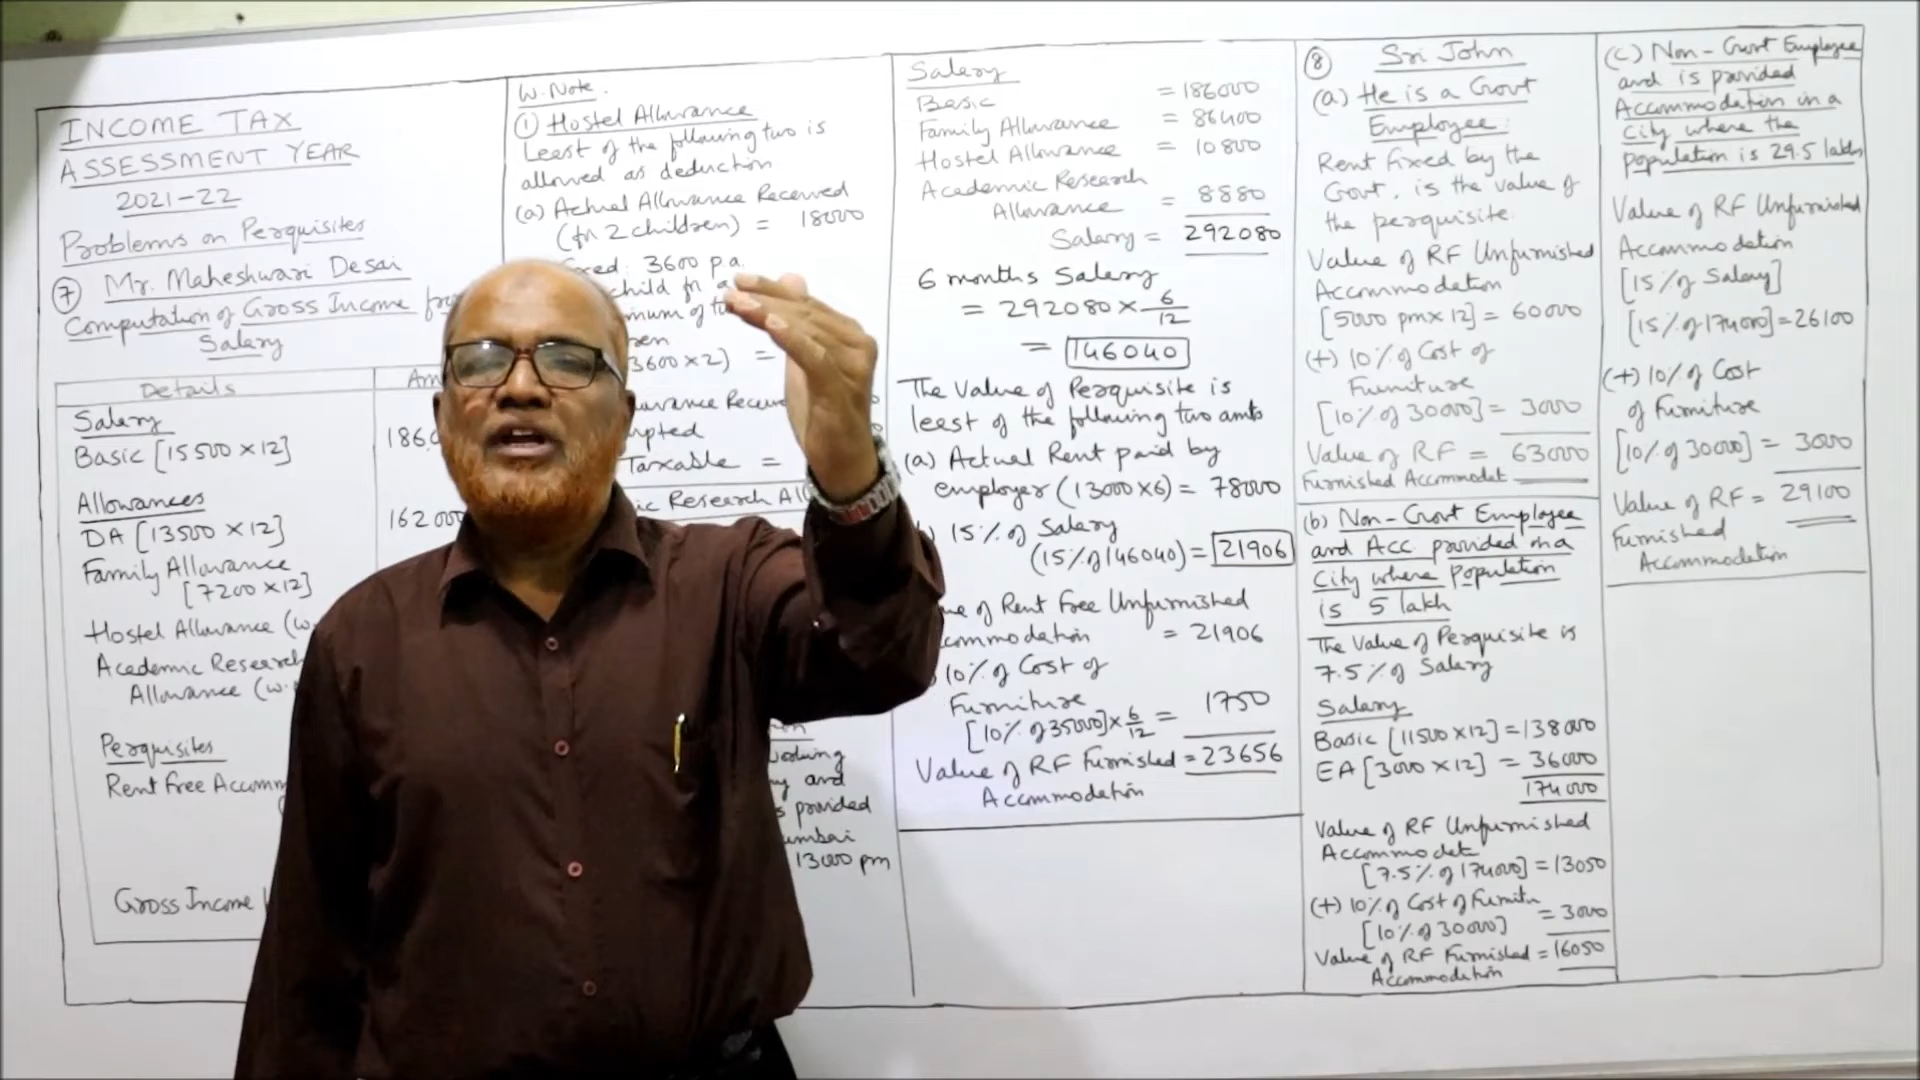 INCOME TAX
ASSESSMENT YEAR
2021-22
Problems on Perquisites
(7) Mr. Maheshwari Desai
Computation of Gross Income
Salary
Details
Salary
Basic [15500 × 12]
Allowances
DA [13500 × 12]
162000
Family Allowance
[7200 × 12]
Hostel Allowance
Academic Research
Allowance
Perquisites
Rent Free
Gross Income
W. Note.
(1) Hostel Allowance
Least of the following two is
allowed as deduction
(a) Actual Allowance Received
(for 2 children) = 18000
3600 p.a.
child for
3600 × 2) =
Taxable =
Research
and
provided
13000 pm
Salary
Basic = 186000
Family Allowance = 86400
Hostel Allowance = 10800
Academic Research
Allowance = 8880
Salary = 292080
6 months Salary
= 292080 × 6/12
= 146040
The Value of Perquisite is
least of the following two amts
(a) Actual Rent paid by
employer (13000×6) = 78000
15% of Salary
(15% of 146040) = 21906
of Rent Free Unfurnished
= 21906
10% of Cost of
Furniture
[10% of 35000] × 6/12 = 1750
Value of RF Furnished = 23656
Accommodation
(8) Sri John
(a) He is a Govt
Employee:
Rent fixed by the
Govt. is the value of
the perquisite.
Value of RF Unfurnished
Accommodation
[5000 pm × 12] = 60000
(+) 10% of Cost of
Furniture
[10% of 30000] = 3000
Value of RF = 63000
Furnished Accommodat
(b) Non-Govt Employee
and Acc provided in a
City where Population
is 5 lakh
The Value of Perquisite is
7.5% of Salary
Salary
Basic [11500 × 12] = 138000
EA [3000 × 12] = 36000
174000
Value of RF Unfurnished
Accommodatn
[7.5% of 174000] = 13050
(+) 10% of Cost of Furnitu
[10% of 30000] = 3000
Value of RF Furnished = 16050
Accommodation
(c) Non-Govt Employee
and is provided
Accommodation in a
city where the
population is 29.5 lakhs
Value of RF Unfurnished
Accommodation
[15% of Salary]
[15% of 174000] = 26100
(+) 10% of Cost
of Furniture
[10% of 30000] = 3000
Value of RF = 29100
Furnished
Accommodation